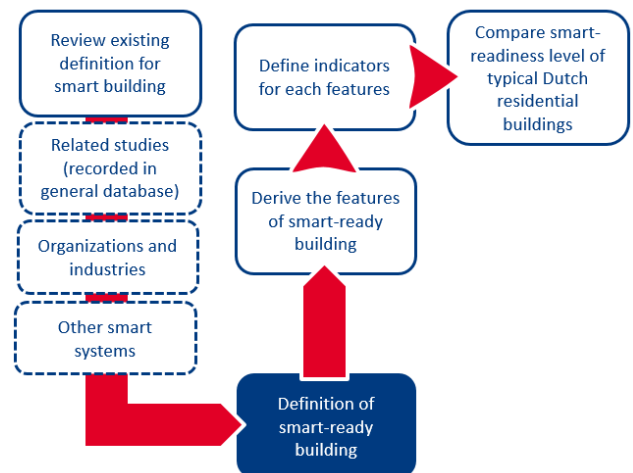 Review existing
definition for
smart building
Related studies
(recorded in
general database)
Organizations and
industries
Other smart
systems
Definition of
smart-ready
building
Derive the features
of smart-ready
building
Define indicators
for each features
Compare smart-
readiness level of
typical Dutch
residential
buildings